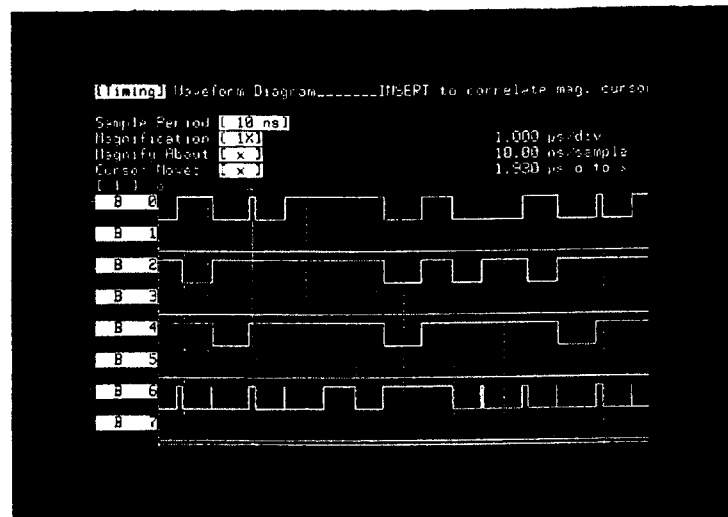 [Timing] Waveform Diagram_______INSERT to correlate mag. cursor
Sample Period [ 10 ns]
Magnification [ 1X] 1.000 µs/div
Magnify About [ x ] 10.00 ns/sample
Cursor Moves [ x ] 1.930 µs o to x
B 0
B 1
B 2
B 3
B 4
B 5
B 6
B 7